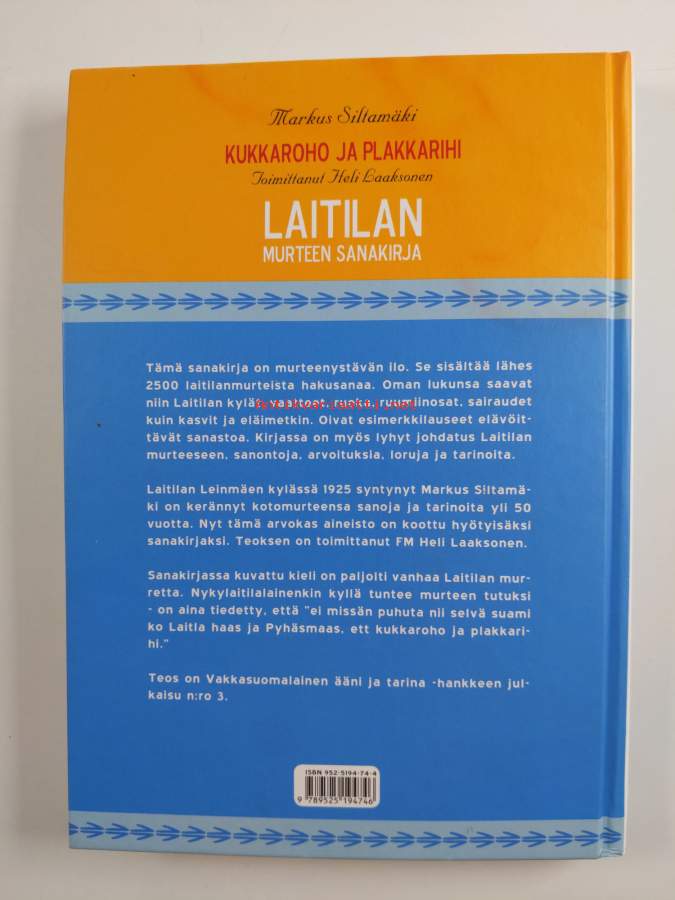 Markus Siltamäki
KUKKAROHO JA PLAKKARIHI
Toimittanut Heli Laaksonen
LAITILAN
MURTEEN SANAKIRJA
Tämä sanakirja on murteenystävän ilo. Se sisältää lähes
2500 laitilanmurteista hakusanaa. Oman lukunsa saavat
niin Laitilan kylät, vaatteet, ruoka, ruumiinosat, sairaudet
kuin kasvit ja eläimetkin. Oivat esimerkkilauseet elävöit-
tävät sanastoa. Kirjassa on myös lyhyt johdatus Laitilan
murteeseen, sanontoja, arvoituksia, loruja ja tarinoita.
Laitilan Leinmäen kylässä 1925 syntynyt Markus Siltamä-
ki on kerännyt kotomurteensa sanoja ja tarinoita yli 50
vuotta. Nyt tämä arvokas aineisto on koottu hyötyisäksi
sanakirjaksi. Teoksen on toimittanut FM Heli Laaksonen.
Sanakirjassa kuvattu kieli on paljolti vanhaa Laitilan mur-
retta. Nykylaitilalainenkin kyllä tuntee murteen tutuksi
- on aina tiedetty, että "ei missän puhuta nii selvä suami
ko Laitla haas ja Pyhäsmaas, ett kukkaroho ja plakkari-
hi."
Teos on Vakkasuomalainen ääni ja tarina -hankkeen jul-
kaisu n:ro 3.
ISBN 952-5194-74-4
9 789525 194746